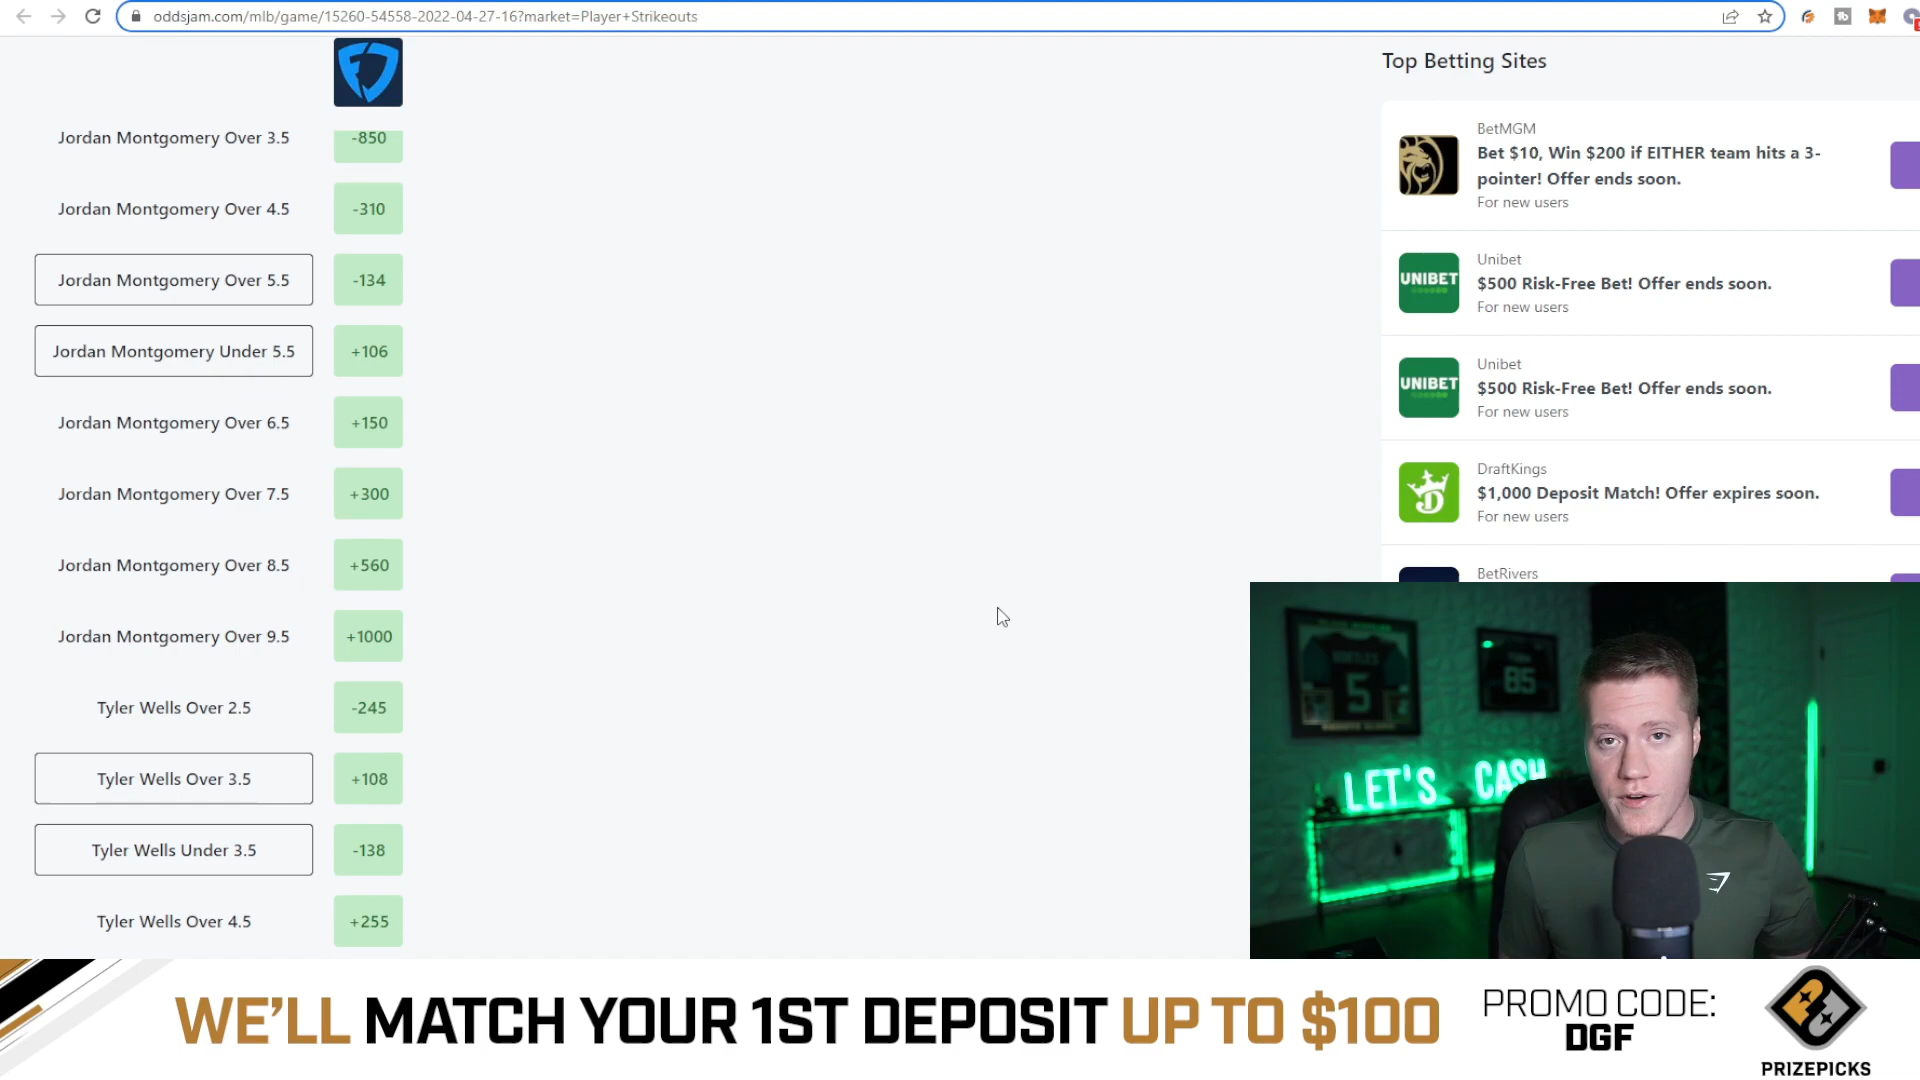 oddsjam.com/mlb/game/15260-54558-2022-04-27-16?market=Player+Strikeouts
Jordan Montgomery Over 3.5 -850
Jordan Montgomery Over 4.5 -310
Jordan Montgomery Over 5.5 -134
Jordan Montgomery Under 5.5 +106
Jordan Montgomery Over 6.5 +150
Jordan Montgomery Over 7.5 +300
Jordan Montgomery Over 8.5 +560
Jordan Montgomery Over 9.5 +1000
Tyler Wells Over 2.5 -245
Tyler Wells Over 3.5 +108
Tyler Wells Under 3.5 -138
Tyler Wells Over 4.5 +255
Top Betting Sites
BetMGM
Bet $10, Win $200 if EITHER team hits a 3-
pointer! Offer ends soon.
For new users
UNIBET
Unibet
$500 Risk-Free Bet! Offer ends soon.
For new users
UNIBET
Unibet
$500 Risk-Free Bet! Offer ends soon.
For new users
DraftKings
$1,000 Deposit Match! Offer expires soon.
For new users
BetRivers
5
85
LET'S CASH
WE'LL MATCH YOUR 1ST DEPOSIT UP TO $100
PROMO CODE:
DGF
PRIZEPICKS